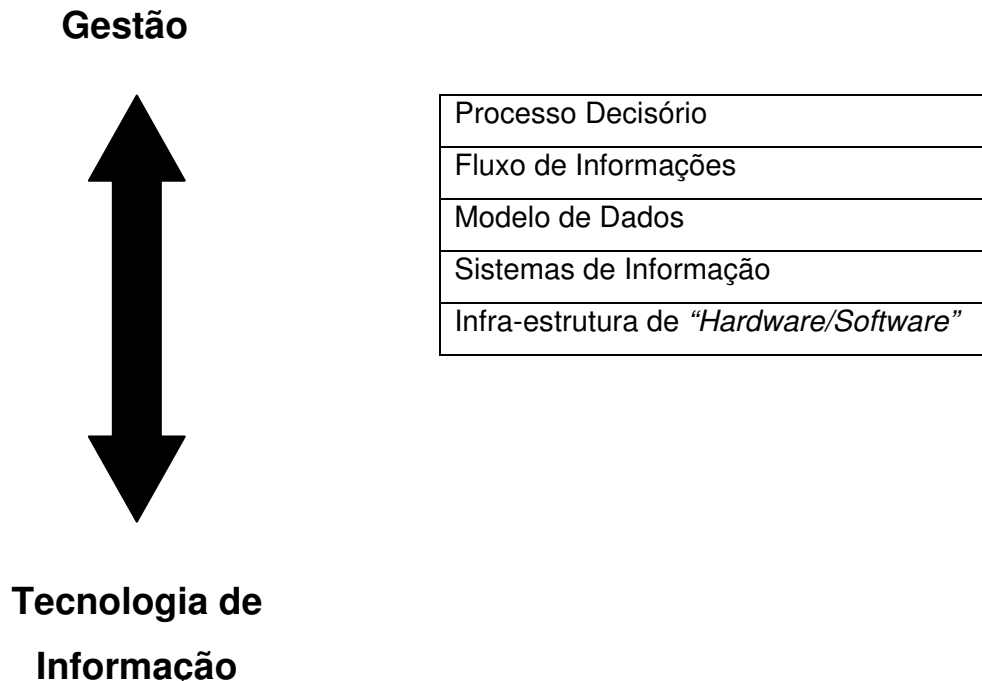 Gestão
Processo Decisório
Fluxo de Informações
Modelo de Dados
Sistemas de Informação
Infra-estrutura de “Hardware/Software”
Tecnologia de
Informação